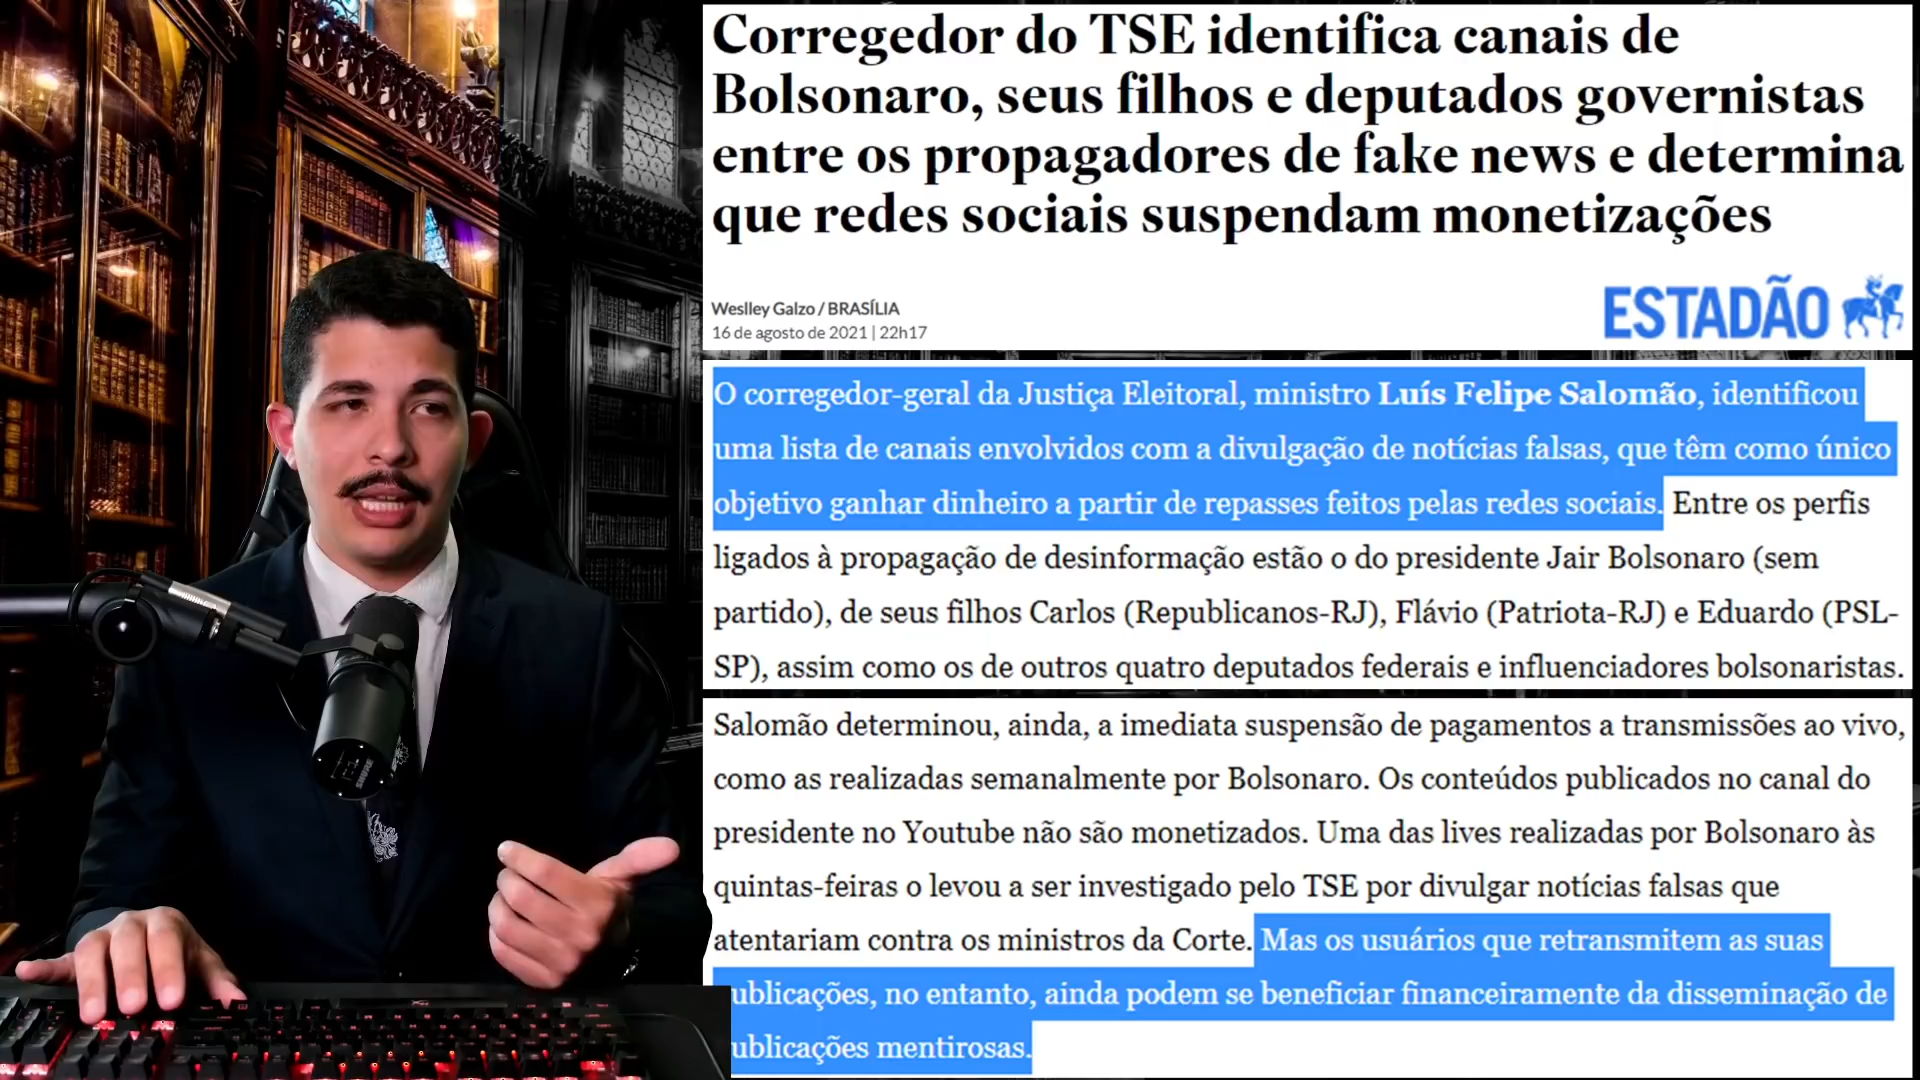 Corregedor do TSE identifica canais de
Bolsonaro, seus filhos e deputados governistas
entre os propagadores de fake news e determina
que redes sociais suspendam monetizações
ESTADÃO
Weslley Galzo / BRASÍLIA
16 de agosto de 2021 | 22h17
O corregedor-geral da Justiça Eleitoral, ministro Luís Felipe Salomão, identificou
uma lista de canais envolvidos com a divulgação de notícias falsas, que têm como único
objetivo ganhar dinheiro a partir de repasses feitos pelas redes sociais. Entre os perfis
ligados à propagação de desinformação estão o do presidente Jair Bolsonaro (sem
partido), de seus filhos Carlos (Republicanos-RJ), Flávio (Patriota-RJ) e Eduardo (PSL-
SP), assim como os de outros quatro deputados federais e influenciadores bolsonaristas.
Salomão determinou, ainda, a imediata suspensão de pagamentos a transmissões ao vivo,
como as realizadas semanalmente por Bolsonaro. Os conteúdos publicados no canal do
presidente no Youtube não são monetizados. Uma das lives realizadas por Bolsonaro às
quintas-feiras o levou a ser investigado pelo TSE por divulgar notícias falsas que
atentariam contra os ministros da Corte. Mas os usuários que retransmitem as suas
ublicações, no entanto, ainda podem se beneficiar financeiramente da disseminação de
ublicações mentirosas.
SHURE